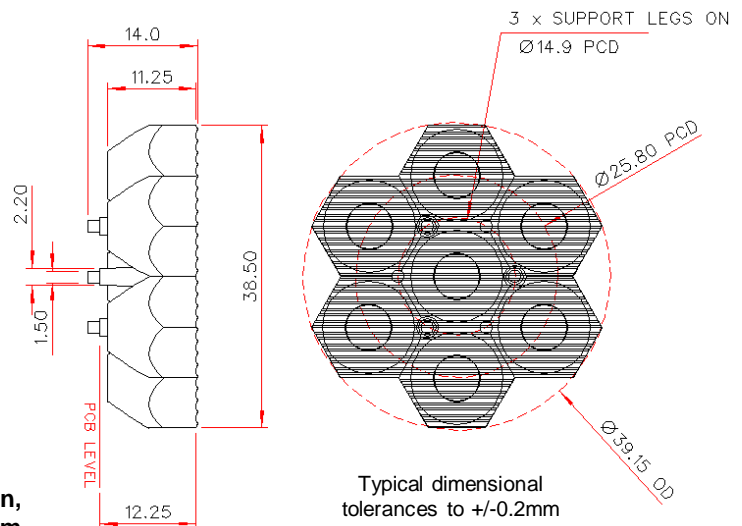 3 x SUPPORT LEGS ON
Ø14.9 PCD
14.0
11.25
Ø25.80 PCD
2.20
38.50
1.50
PCB LEVEL
Ø39.15 OD
12.25
Typical dimensional
tolerances to +/-0.2mm
n,
m